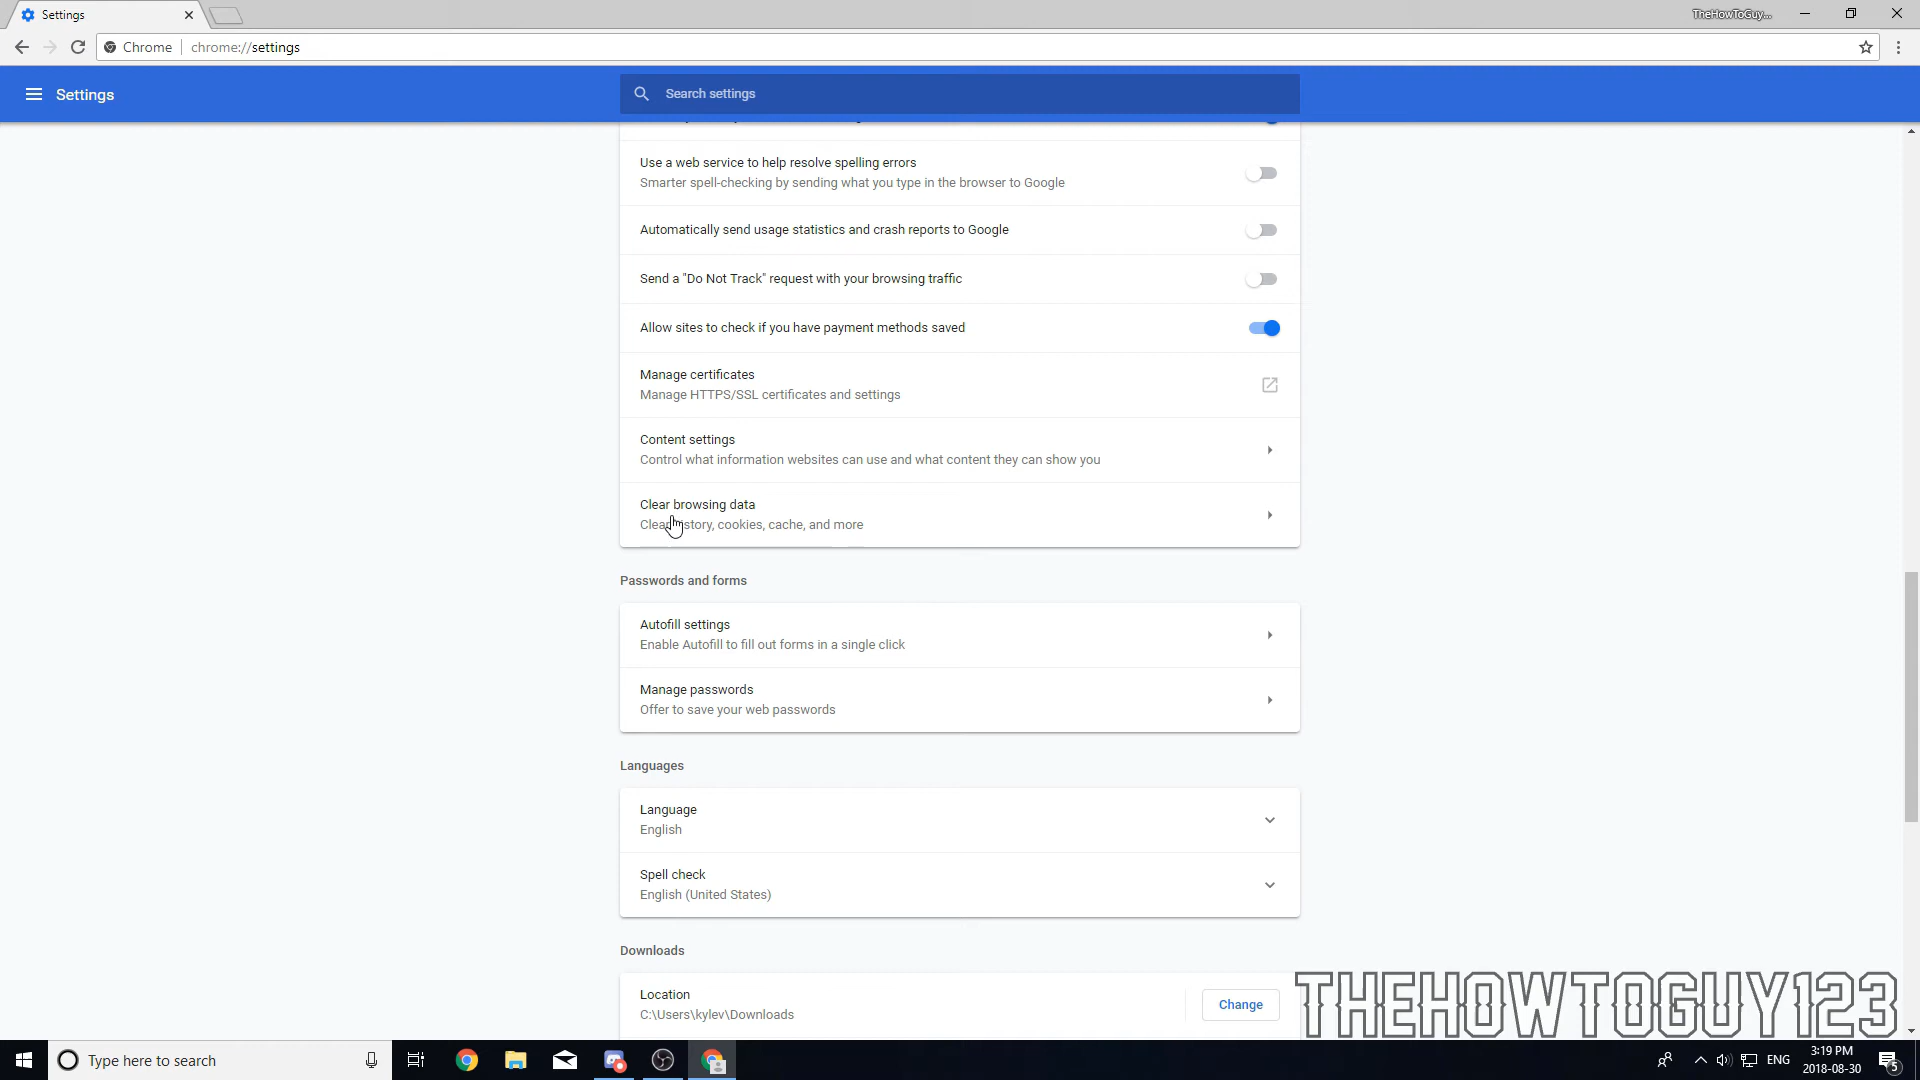 Settings
TheHowToGuy...
Chrome
chrome://settings
Settings
Search settings
Use a web service to help resolve spelling errors
Smarter spell-checking by sending what you type in the browser to Google
Automatically send usage statistics and crash reports to Google
Send a "Do Not Track" request with your browsing traffic
Allow sites to check if you have payment methods saved
Manage certificates
Manage HTTPS/SSL certificates and settings
Content settings
Control what information websites can use and what content they can show you
Clear browsing data
Clear history, cookies, cache, and more
Passwords and forms
Autofill settings
Enable Autofill to fill out forms in a single click
Manage passwords
Offer to save your web passwords
Languages
Language
English
Spell check
English (United States)
Downloads
Location
C:\Users\kylev\Downloads
Change
THEHOWTOGUY123
Type here to search
ENG
3:19 PM
2018-08-30
5